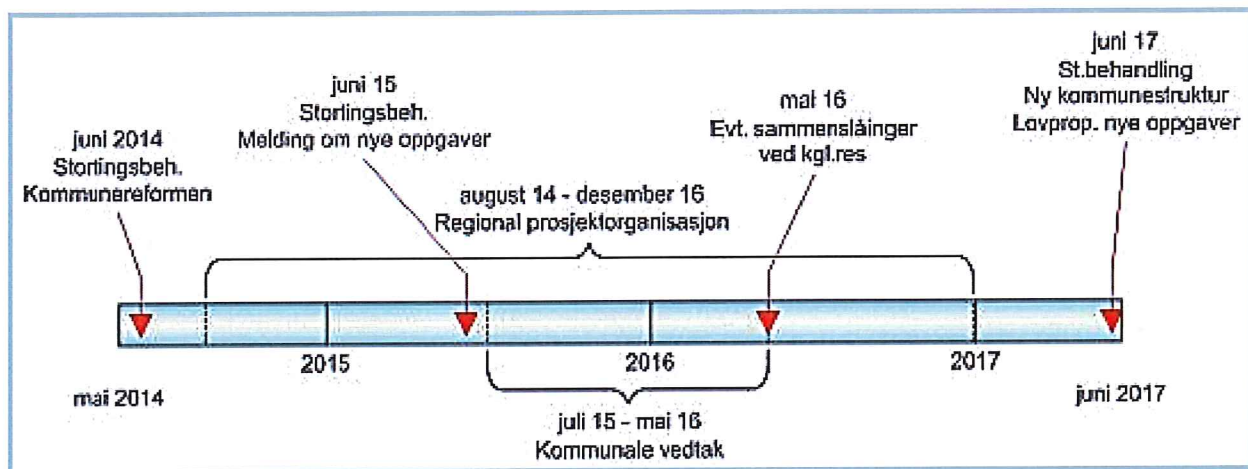 juni 2014
Stortingsbeh.
Kommunereformen
juni 15
Stortingsbeh.
Melding om nye oppgaver
august 14 - desember 16
Regional prosjektorganisasjon
mai 16
Evt. sammenslåinger
ved kgl.res
juni 17
St.behandling
Ny kommunestruktur
Lovprop. nye oppgaver
2015
2016
2017
mai 2014
juni 2017
juli 15 - mai 16
Kommunale vedtak